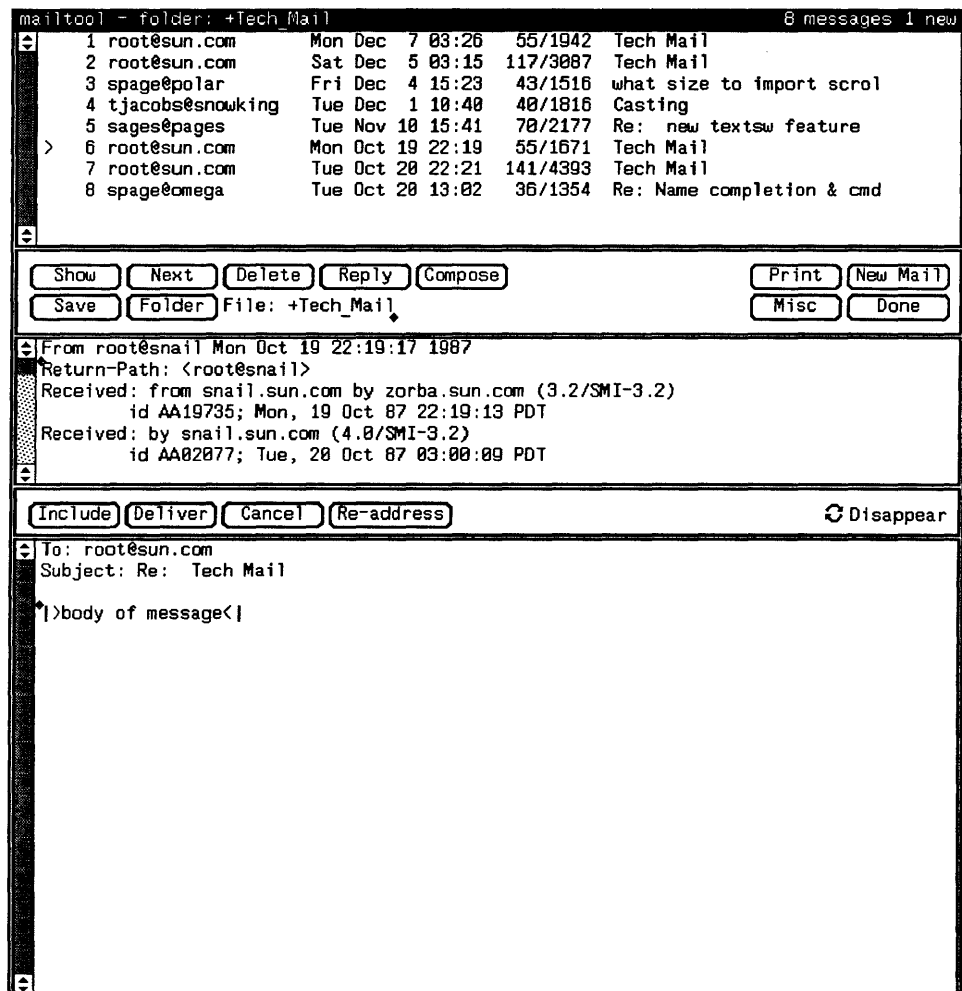 mailtool - folder: +Tech_Mail 8 messages 1 new
1 root@sun.com Mon Dec 7 03:26 55/1942 Tech Mail
2 root@sun.com Sat Dec 5 03:15 117/3087 Tech Mail
3 spage@polar Fri Dec 4 15:23 43/1516 what size to import scrol
4 tjacobs@snowking Tue Dec 1 10:40 40/1816 Casting
5 sages@pages Tue Nov 10 15:41 70/2177 Re: new textsw feature
> 6 root@sun.com Mon Oct 19 22:19 55/1671 Tech Mail
7 root@sun.com Tue Oct 20 22:21 141/4393 Tech Mail
8 spage@omega Tue Oct 20 13:02 36/1354 Re: Name completion & cmd
Show Next Delete Reply Compose Print New Mail
Save Folder File: +Tech_Mail Misc Done
From root@snail Mon Oct 19 22:19:17 1987
Return-Path: <root@snail>
Received: from snail.sun.com by zorba.sun.com (3.2/SMI-3.2)
id AA19735; Mon, 19 Oct 87 22:19:13 PDT
Received: by snail.sun.com (4.0/SMI-3.2)
id AA02077; Tue, 20 Oct 87 03:00:09 PDT
Include Deliver Cancel Re-address Disappear
To: root@sun.com
Subject: Re: Tech Mail
|>body of message<|